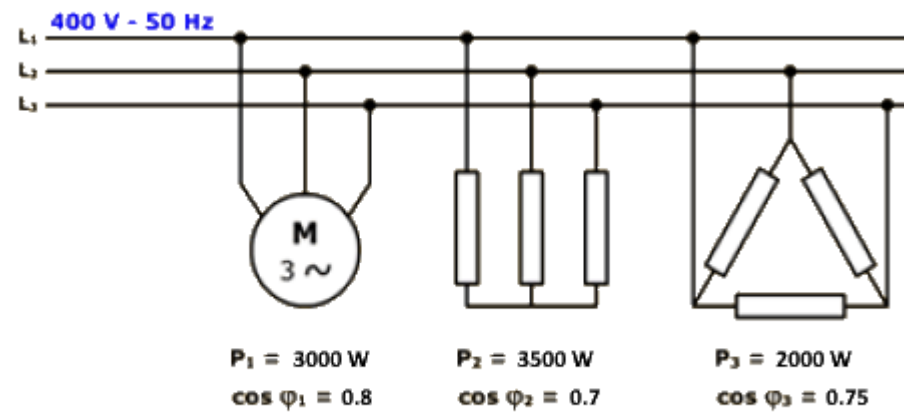 400 V - 50 Hz
L₁
L₂
L₃
M
3 ~
P₁ = 3000 W
cos φ₁ = 0.8
P₂ = 3500 W
cos φ₂ = 0.7
P₃ = 2000 W
cos φ₃ = 0.75